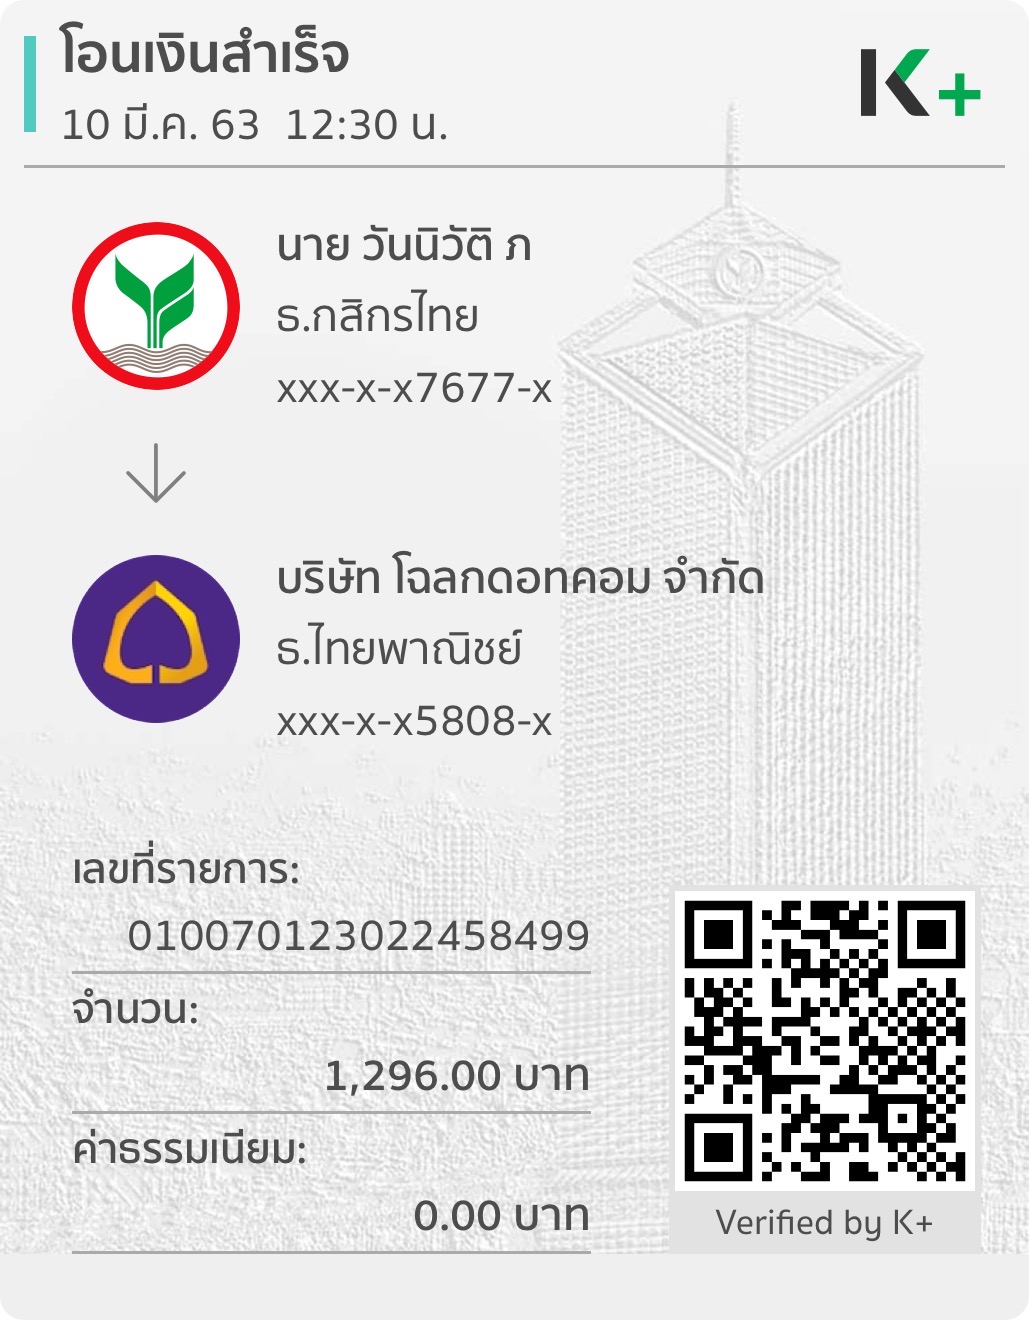 โอนเงินสำเร็จ
10 มี.ค. 63  12:30 น.
K+
นาย วันนิวัติ ภ
ธ.กสิกรไทย
xxx-x-x7677-x
บริษัท โฉลกดอทคอม จำกัด
ธ.ไทยพาณิชย์
xxx-x-x5808-x
เลขที่รายการ:
010070123022458499
จำนวน:
1,296.00 บาท
ค่าธรรมเนียม:
0.00 บาท
Verified by K+